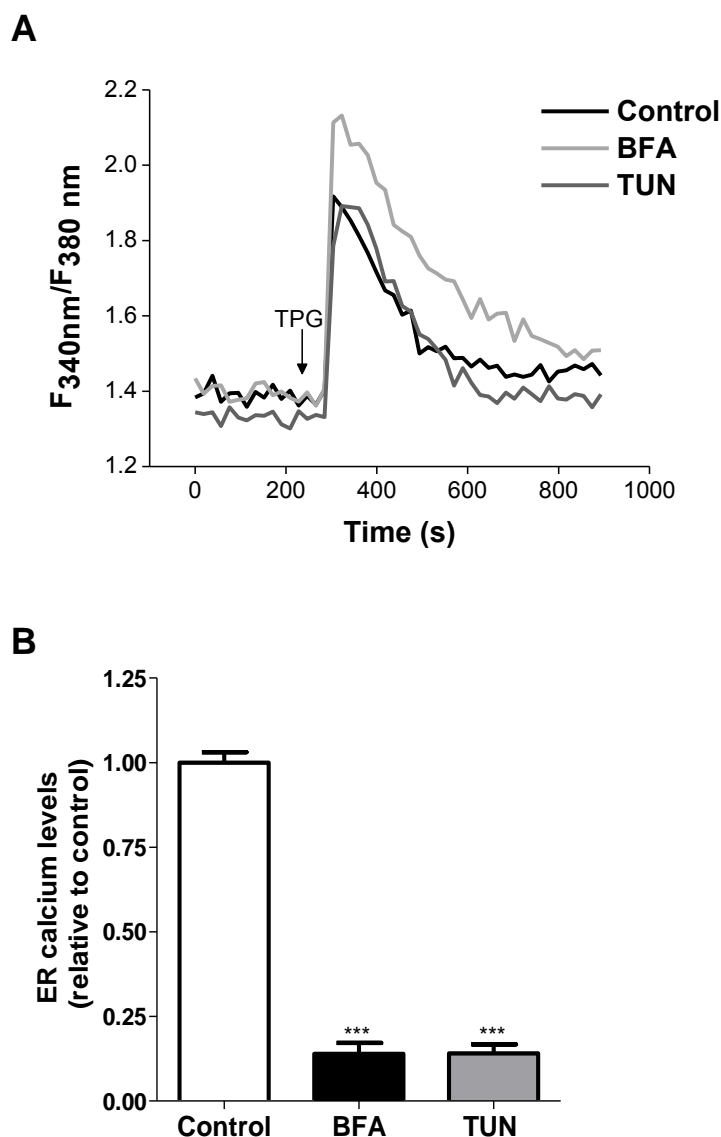 A
F340nm/F380 nm
2.2
2.0
1.8
1.6
1.4
1.2
TPG
Control
BFA
TUN
0 200 400 600 800 1000
Time (s)
B
ER calcium levels
(relative to control)
1.25
1.00
0.75
0.50
0.25
0.00
*** ***
Control BFA TUN